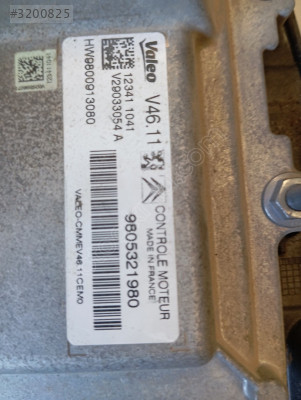 #3200825
Valeo V46.11
12341 1041
V29033054 A
HW9800913080
CONTROLE MOTEUR
MADE IN FRANCE
9805321980
VALEO-CMM/EV46.11CEM0